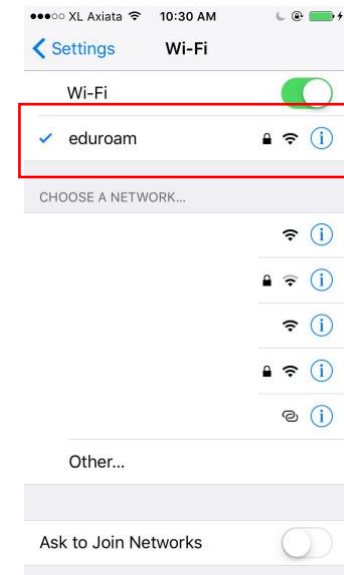 XL Axiata 10:30 AM
Settings Wi-Fi
Wi-Fi
eduroam
CHOOSE A NETWORK...
Other...
Ask to Join Networks